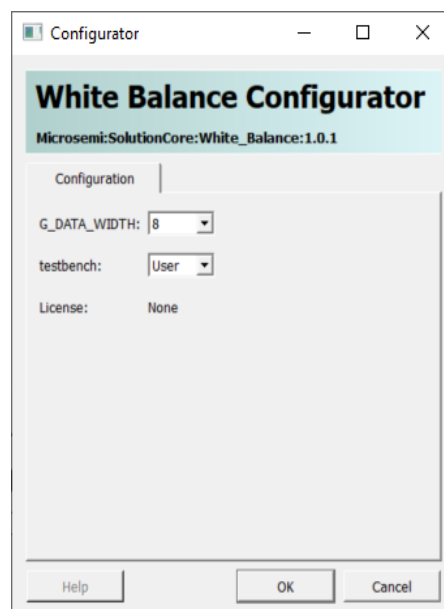 Configurator
White Balance Configurator
Microsemi:SolutionCore:White_Balance:1.0.1
Configuration
G_DATA_WIDTH: 8
testbench: User
License: None
Help OK Cancel